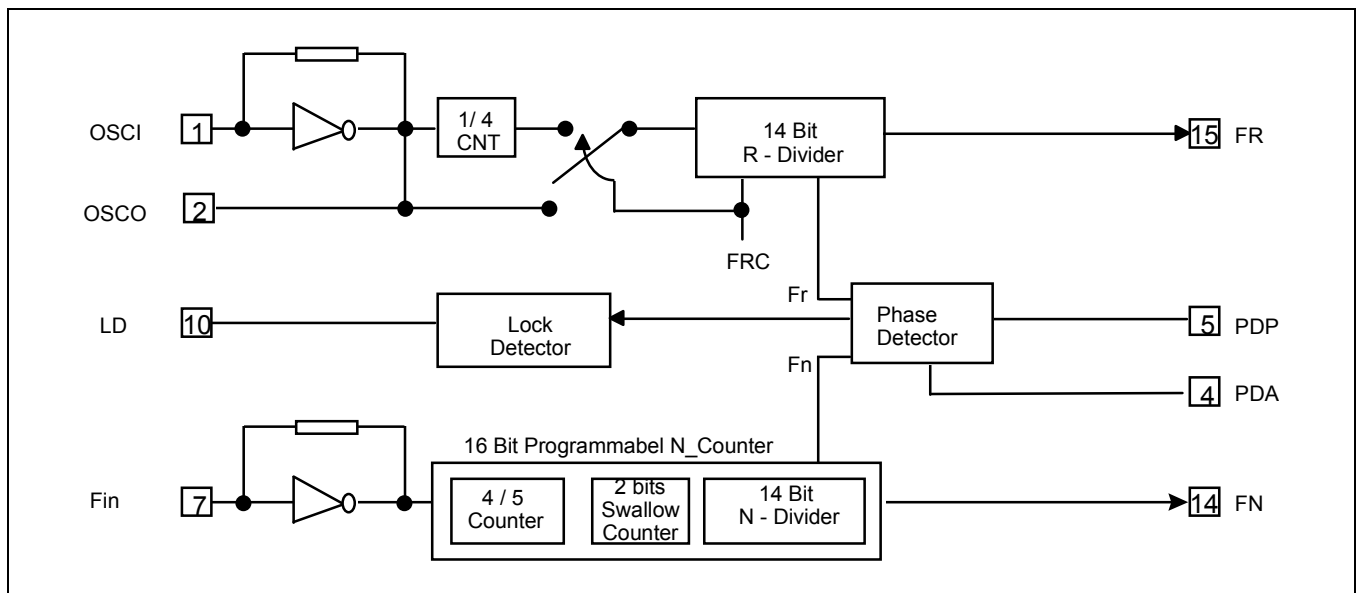 OSCI
1
1/ 4
CNT
14 Bit
R - Divider
15
FR
OSCO
2
FRC
Fr
LD
10
Lock
Detector
Phase
Detector
5
PDP
Fn
4
PDA
16 Bit Programmabel N_Counter
Fin
7
4 / 5
Counter
2 bits
Swallow
Counter
14 Bit
N - Divider
14
FN